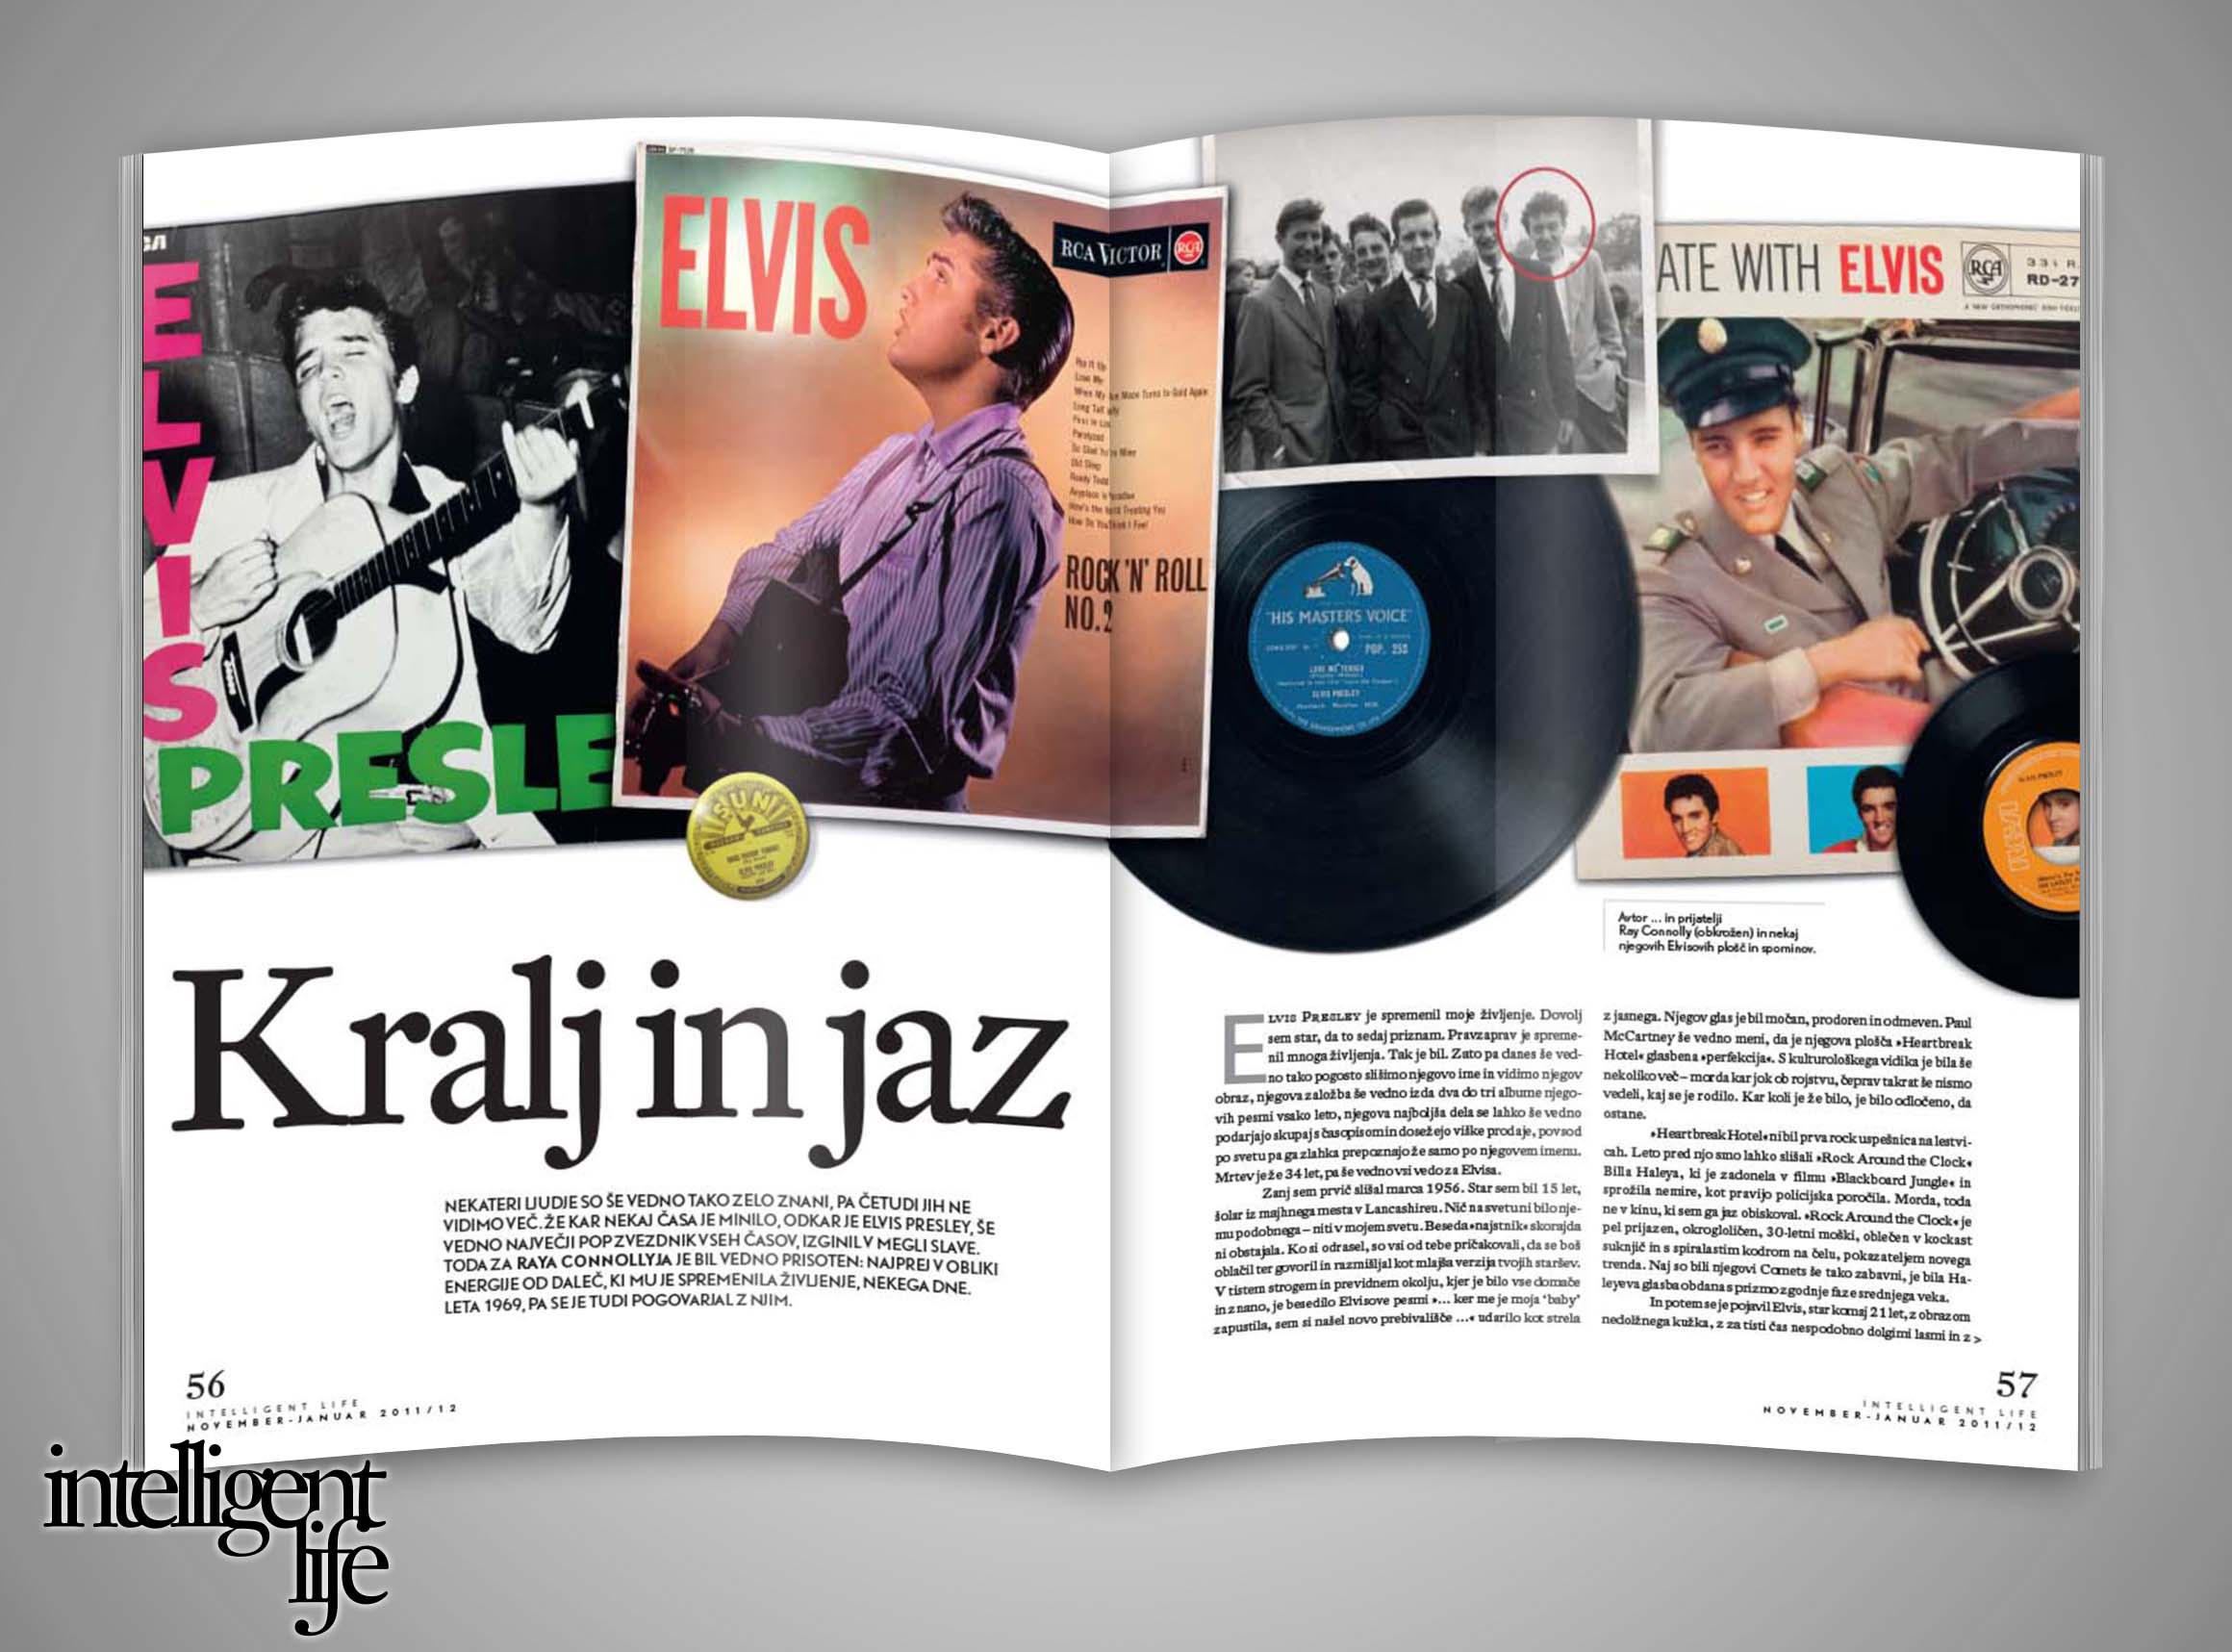 ELVIS
PRESLE
ELVIS
RCA VICTOR
RCA
ROCK 'N' ROLL
NO. 2
SUN
ELVIS PRESLEY
"HIS MASTER'S VOICE"
POP. 253
LOVE ME TENDER
ELVIS PRESLEY
ATE WITH ELVIS
RCA
33⅓ R
RD-27
ELVIS PRESLEY
RCA
Kralj in jaz
NEKATERI LJUDJE SO ŠE VEDNO TAKO ZELO ZNANI, PA ČETUDI JIH NE
VIDIMO VEČ. ŽE KAR NEKAJ ČASA JE MINILO, ODKAR JE ELVIS PRESLEY, ŠE
VEDNO NAJVEČJI POP ZVEZDNIK VSEH ČASOV, IZGINIL V MEGLI SLAVE.
TODA ZA RAYA CONNOLLYJA JE BIL VEDNO PRISOTEN: NAJPREJ V OBLIKI
ENERGIJE OD DALEČ, KI MU JE SPREMENILA ŽIVLJENJE, NEKEGA DNE.
LETA 1969, PA SE JE TUDI POGOVARJAL Z NJIM.
56
INTELLIGENT LIFE
NOVEMBER-JANUAR 2011/12
Avtor ... in prijatelji
Ray Connolly (obkrožen) in nekaj
njegovih Elvisovih plošč in spominov.
ELVIS PRESLEY je spremenil moje življenje. Dovolj
sem star, da to sedaj priznam. Pravzaprav je spreme-
nil mnoga življenja. Tak je bil. Zato pa danes še ved-
no tako pogosto slišimo njegovo ime in vidimo njegov
obraz, njegova založba še vedno izda dva do tri albume njego-
vih pesmi vsako leto, njegova najboljša dela se lahko še vedno
podarjajo skupaj s časopisom in dosežejo viške prodaje, povsod
po svetu pa ga zlahka prepoznajo že samo po njegovem imenu.
Mrtev je že 34 let, pa še vedno vsi vedo za Elvisa.
Zanj sem prvič slišal marca 1956. Star sem bil 15 let,
šolar iz majhnega mesta v Lancashireu. Nič na svetu ni bilo nje-
mu podobnega – niti v mojem svetu. Beseda »najstnik« skorajda
ni obstajala. Ko si odrasel, so vsi od tebe pričakovali, da se boš
oblačil ter govoril in razmišljal kot mlajša verzija tvojih staršev.
V tistem strogem in previdnem okolju, kjer je bilo vse domače
in znano, je besedilo Elvisove pesmi »... ker me je moja 'baby'
zapustila, sem si našel novo prebivališče ...« udarilo kot strela
z jasnega. Njegov glas je bil močan, prodoren in odmeven. Paul
McCartney še vedno meni, da je njegova plošča »Heartbreak
Hotel« glasbena »perfekcija«. S kulturološkega vidika je bila še
nekoliko več – morda kar jok ob rojstvu, čeprav takrat še nismo
vedeli, kaj se je rodilo. Kar koli je že bilo, je bilo odločeno, da
ostane.
»Heartbreak Hotel« ni bil prva rock uspešnica na lestvi-
cah. Leto pred njo smo lahko slišali »Rock Around the Clock«
Billa Haleya, ki je zadonela v filmu »Blackboard Jungle« in
sprožila nemire, kot pravijo policijska poročila. Morda, toda
ne v kinu, ki sem ga jaz obiskoval. »Rock Around the Clock« je
pel prijazen, okrogloličen, 30-letni moški, oblečen v kockast
suknjič in s spiralastim kodrom na čelu, pokazateljem novega
trenda. Naj so bili njegovi Comets še tako zabavni, je bila Ha-
leyeva glasba obdana s prizmo zgodnje faze srednjega veka.
In potem se je pojavil Elvis, star komaj 21 let, z obrazom
nedolžnega kužka, z za tisti čas nespodobno dolgimi lasmi in z >
57
INTELLIGENT LIFE
NOVEMBER-JANUAR 2011/12
intelligent
life